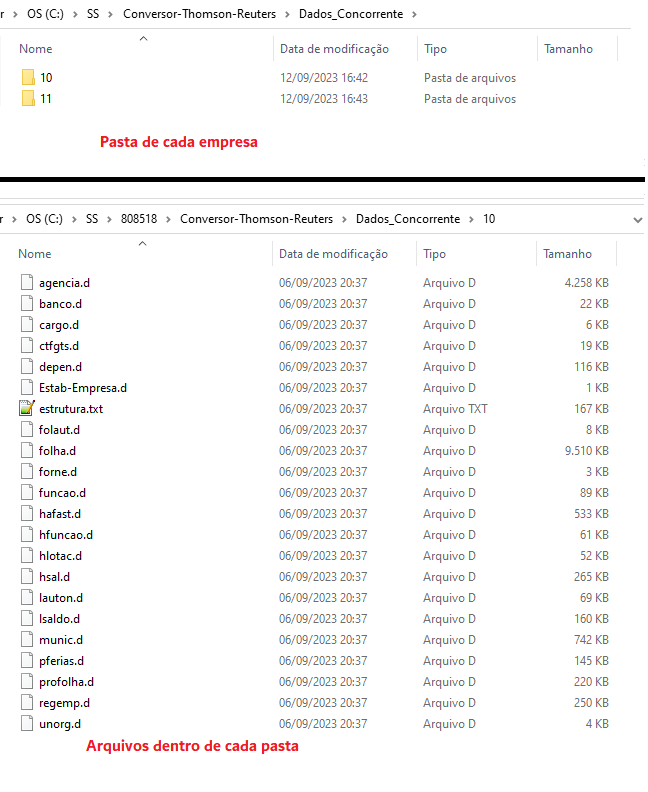 r > OS (C:) > SS > Conversor-Thomson-Reuters > Dados_Concorrente >
Nome Data de modificação Tipo Tamanho
10 12/09/2023 16:42 Pasta de arquivos
11 12/09/2023 16:43 Pasta de arquivos
Pasta de cada empresa
r > OS (C:) > SS > 808518 > Conversor-Thomson-Reuters > Dados_Concorrente > 10
Nome Data de modificação Tipo Tamanho
agencia.d 06/09/2023 20:37 Arquivo D 4.258 KB
banco.d 06/09/2023 20:37 Arquivo D 22 KB
cargo.d 06/09/2023 20:37 Arquivo D 6 KB
ctfgts.d 06/09/2023 20:37 Arquivo D 19 KB
depen.d 06/09/2023 20:37 Arquivo D 116 KB
Estab-Empresa.d 06/09/2023 20:37 Arquivo D 1 KB
estrutura.txt 06/09/2023 20:37 Arquivo TXT 167 KB
folaut.d 06/09/2023 20:37 Arquivo D 8 KB
folha.d 06/09/2023 20:37 Arquivo D 9.510 KB
forne.d 06/09/2023 20:37 Arquivo D 3 KB
funcao.d 06/09/2023 20:37 Arquivo D 89 KB
hafast.d 06/09/2023 20:37 Arquivo D 533 KB
hfuncao.d 06/09/2023 20:37 Arquivo D 61 KB
hlotac.d 06/09/2023 20:37 Arquivo D 52 KB
hsal.d 06/09/2023 20:37 Arquivo D 265 KB
lauton.d 06/09/2023 20:37 Arquivo D 69 KB
lsaldo.d 06/09/2023 20:37 Arquivo D 160 KB
munic.d 06/09/2023 20:37 Arquivo D 742 KB
pferias.d 06/09/2023 20:37 Arquivo D 145 KB
profolha.d 06/09/2023 20:37 Arquivo D 220 KB
regemp.d 06/09/2023 20:37 Arquivo D 250 KB
unorg.d 06/09/2023 20:37 Arquivo D 4 KB
Arquivos dentro de cada pasta